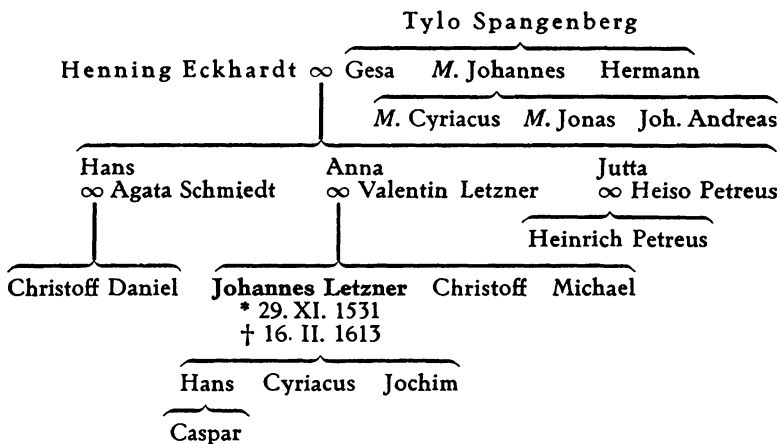 Tylo Spangenberg
Henning Eckhardt ∞ Gesa M. Johannes Hermann
M. Cyriacus M. Jonas Joh. Andreas
Hans Anna Jutta
∞ Agata Schmiedt ∞ Valentin Letzner ∞ Heiso Petreus
Heinrich Petreus
Christoff Daniel Johannes Letzner Christoff Michael
* 29. XI. 1531
† 16. II. 1613
Hans Cyriacus Jochim
Caspar